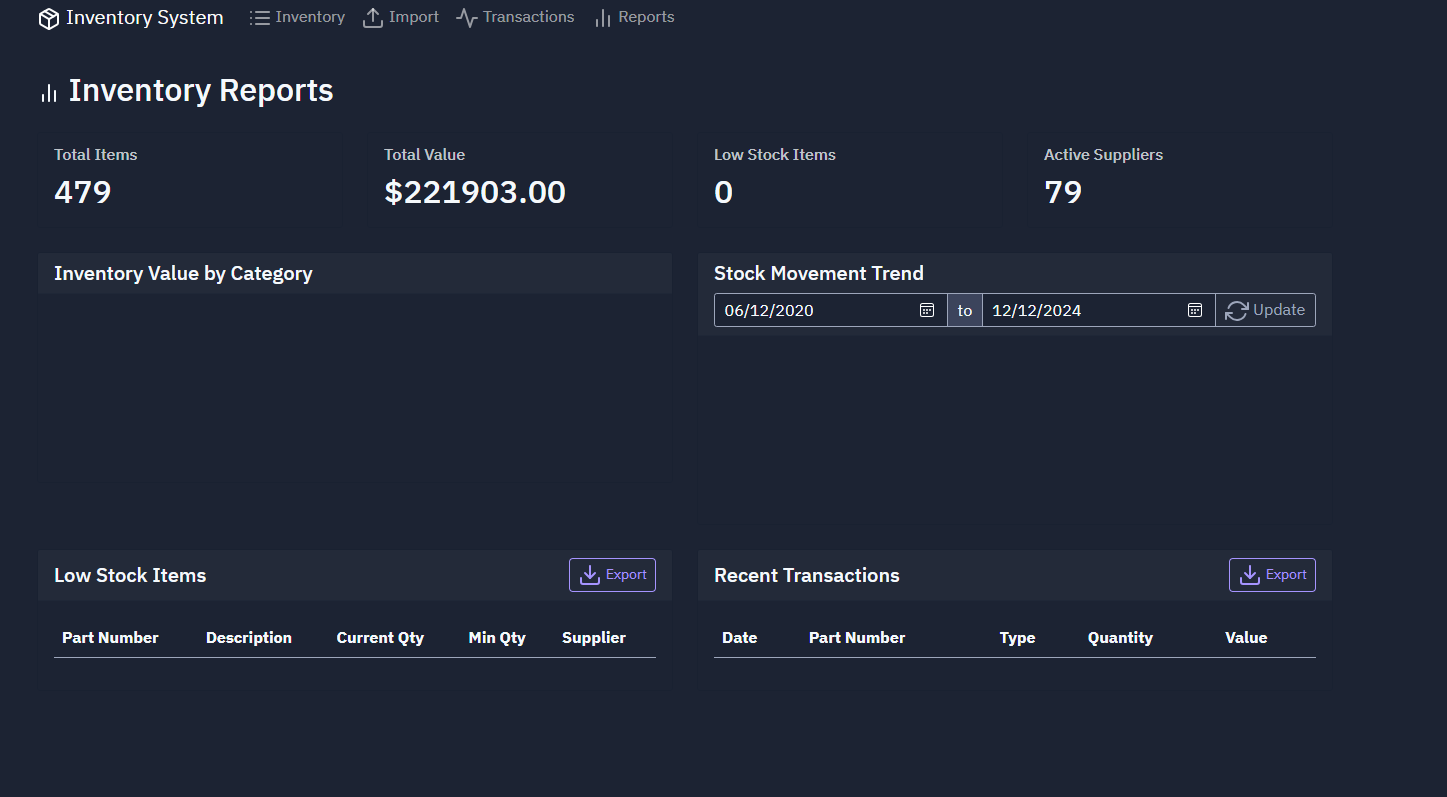 Inventory System Inventory Import Transactions Reports
Inventory Reports
Total Items Total Value Low Stock Items Active Suppliers
479 $221903.00 0 79
Inventory Value by Category Stock Movement Trend
06/12/2020 to 12/12/2024 Update
Low Stock Items Export Recent Transactions Export
Part Number Description Current Qty Min Qty Supplier Date Part Number Type Quantity Value